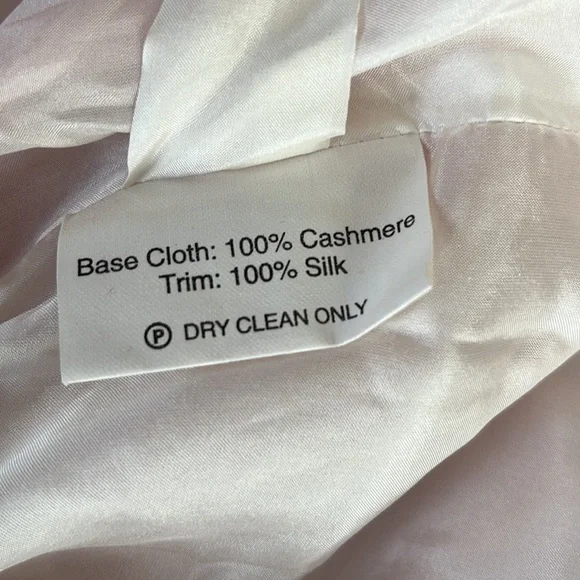 Base Cloth: 100% Cashmere
Trim: 100% Silk
Ⓟ DRY CLEAN ONLY